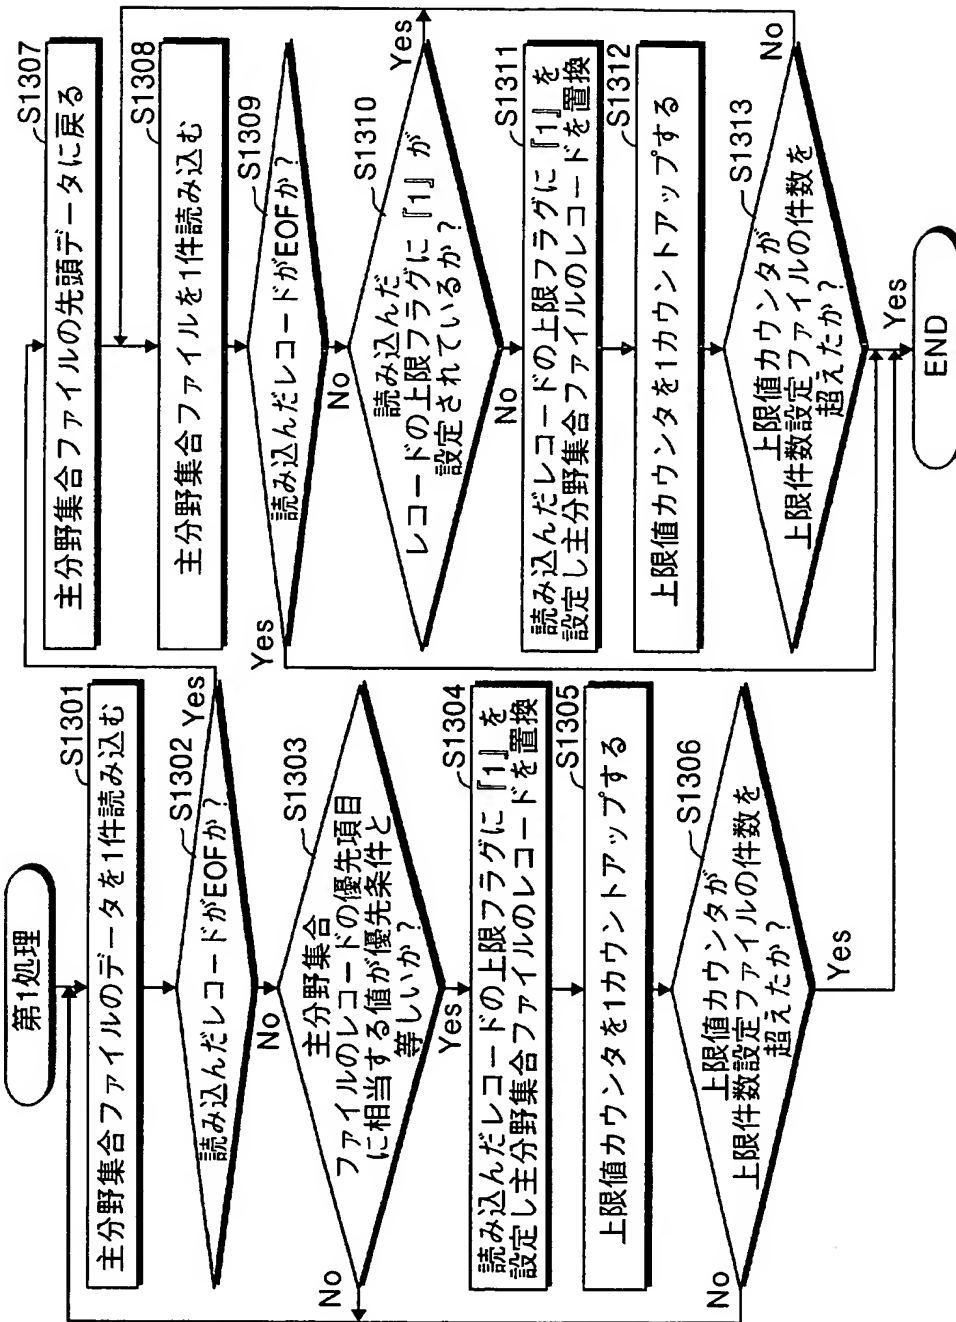 第1処理
S1301
主分野集合ファイルのデータを1件読み込む
S1302
読み込んだレコードがEOFか？
Yes
No
S1303
主分野集合
ファイルのレコードの優先項目
に相当する値が優先条件と
等しいか？
No
Yes
S1304
読み込んだレコードの上限フラグに『1』を
設定し主分野集合ファイルのレコードを置換
S1305
上限値カウンタを1カウントアップする
S1306
上限値カウンタが
上限件数設定ファイルの件数を
超えたか？
No
Yes
S1307
主分野集合ファイルの先頭データに戻る
S1308
主分野集合ファイルを1件読み込む
S1309
読み込んだレコードがEOFか？
Yes
No
S1310
読み込んだ
レコードの上限フラグに『1』が
設定されているか？
Yes
No
S1311
読み込んだレコードの上限フラグに『1』を
設定し主分野集合ファイルのレコードを置換
S1312
上限値カウンタを1カウントアップする
S1313
上限値カウンタが
上限件数設定ファイルの件数を
超えたか？
No
Yes
END